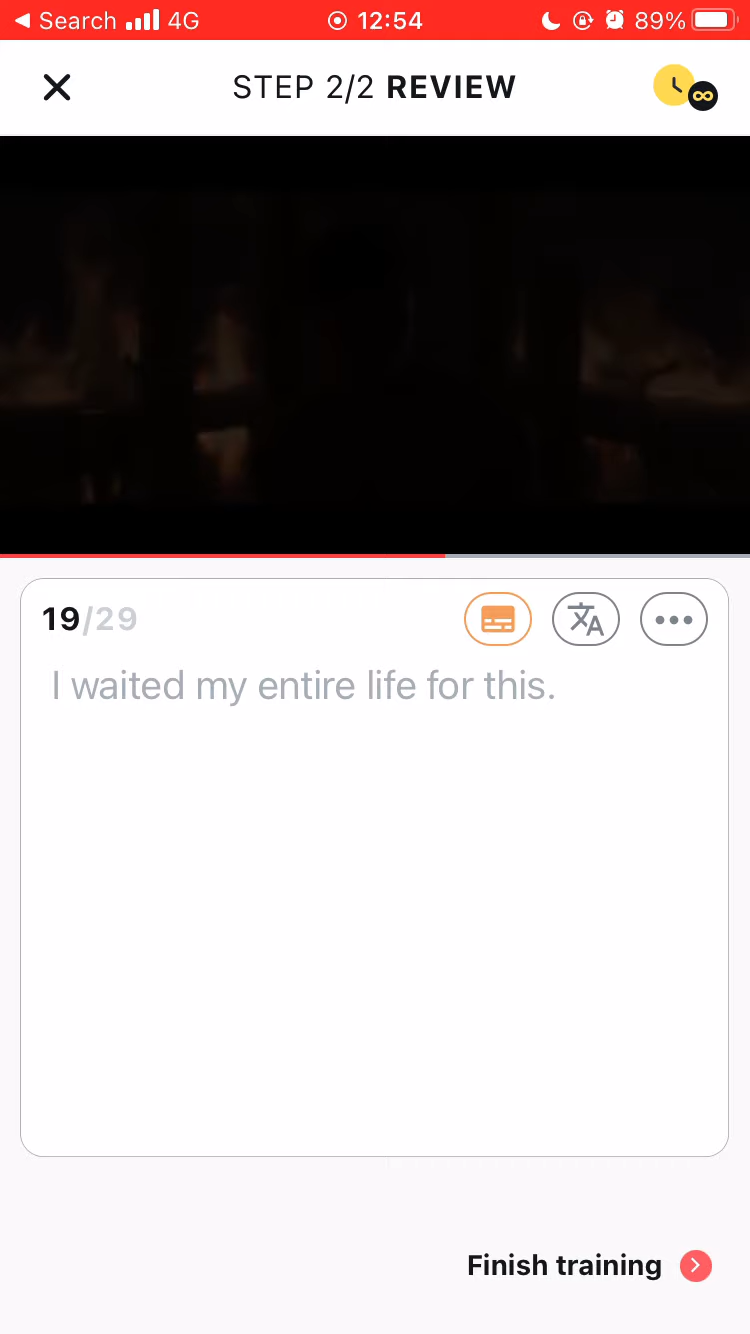 Search 4G 12:54 89%
STEP 2/2 REVIEW
19/29
I waited my entire life for this.
Finish training